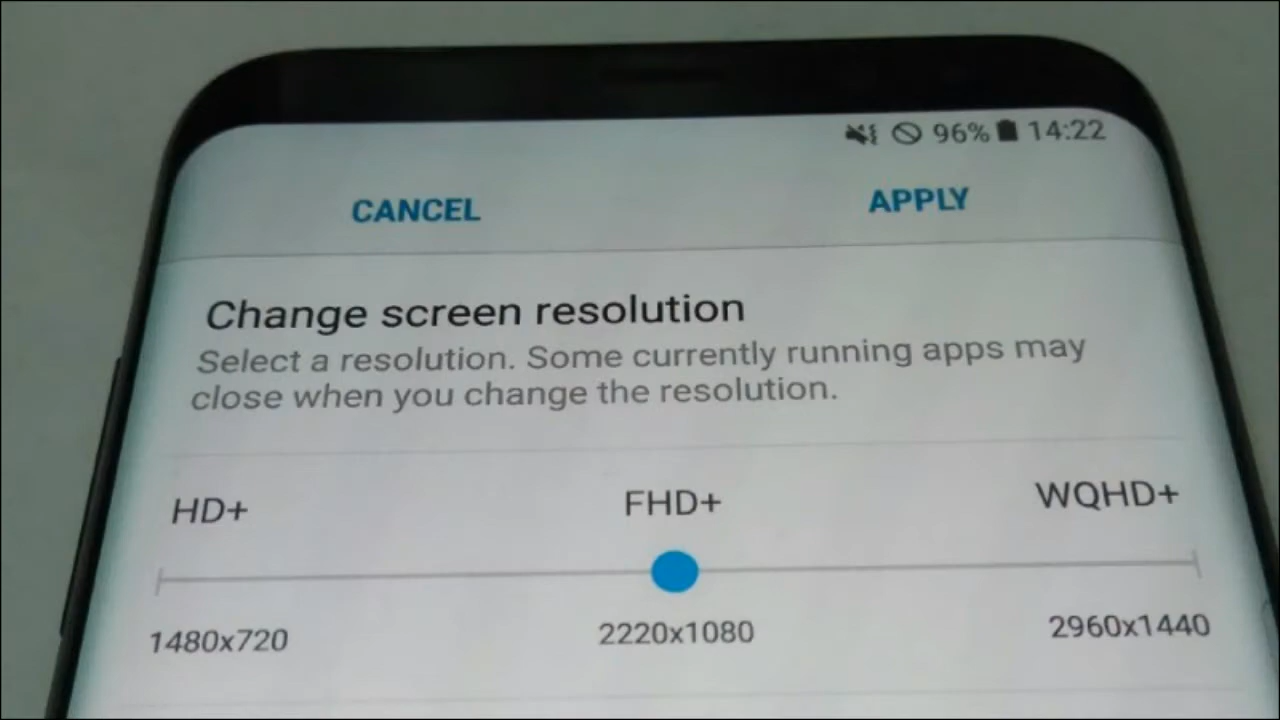 96% 14:22
CANCEL APPLY
Change screen resolution
Select a resolution. Some currently running apps may
close when you change the resolution.
HD+ FHD+ WQHD+
1480x720 2220x1080 2960x1440